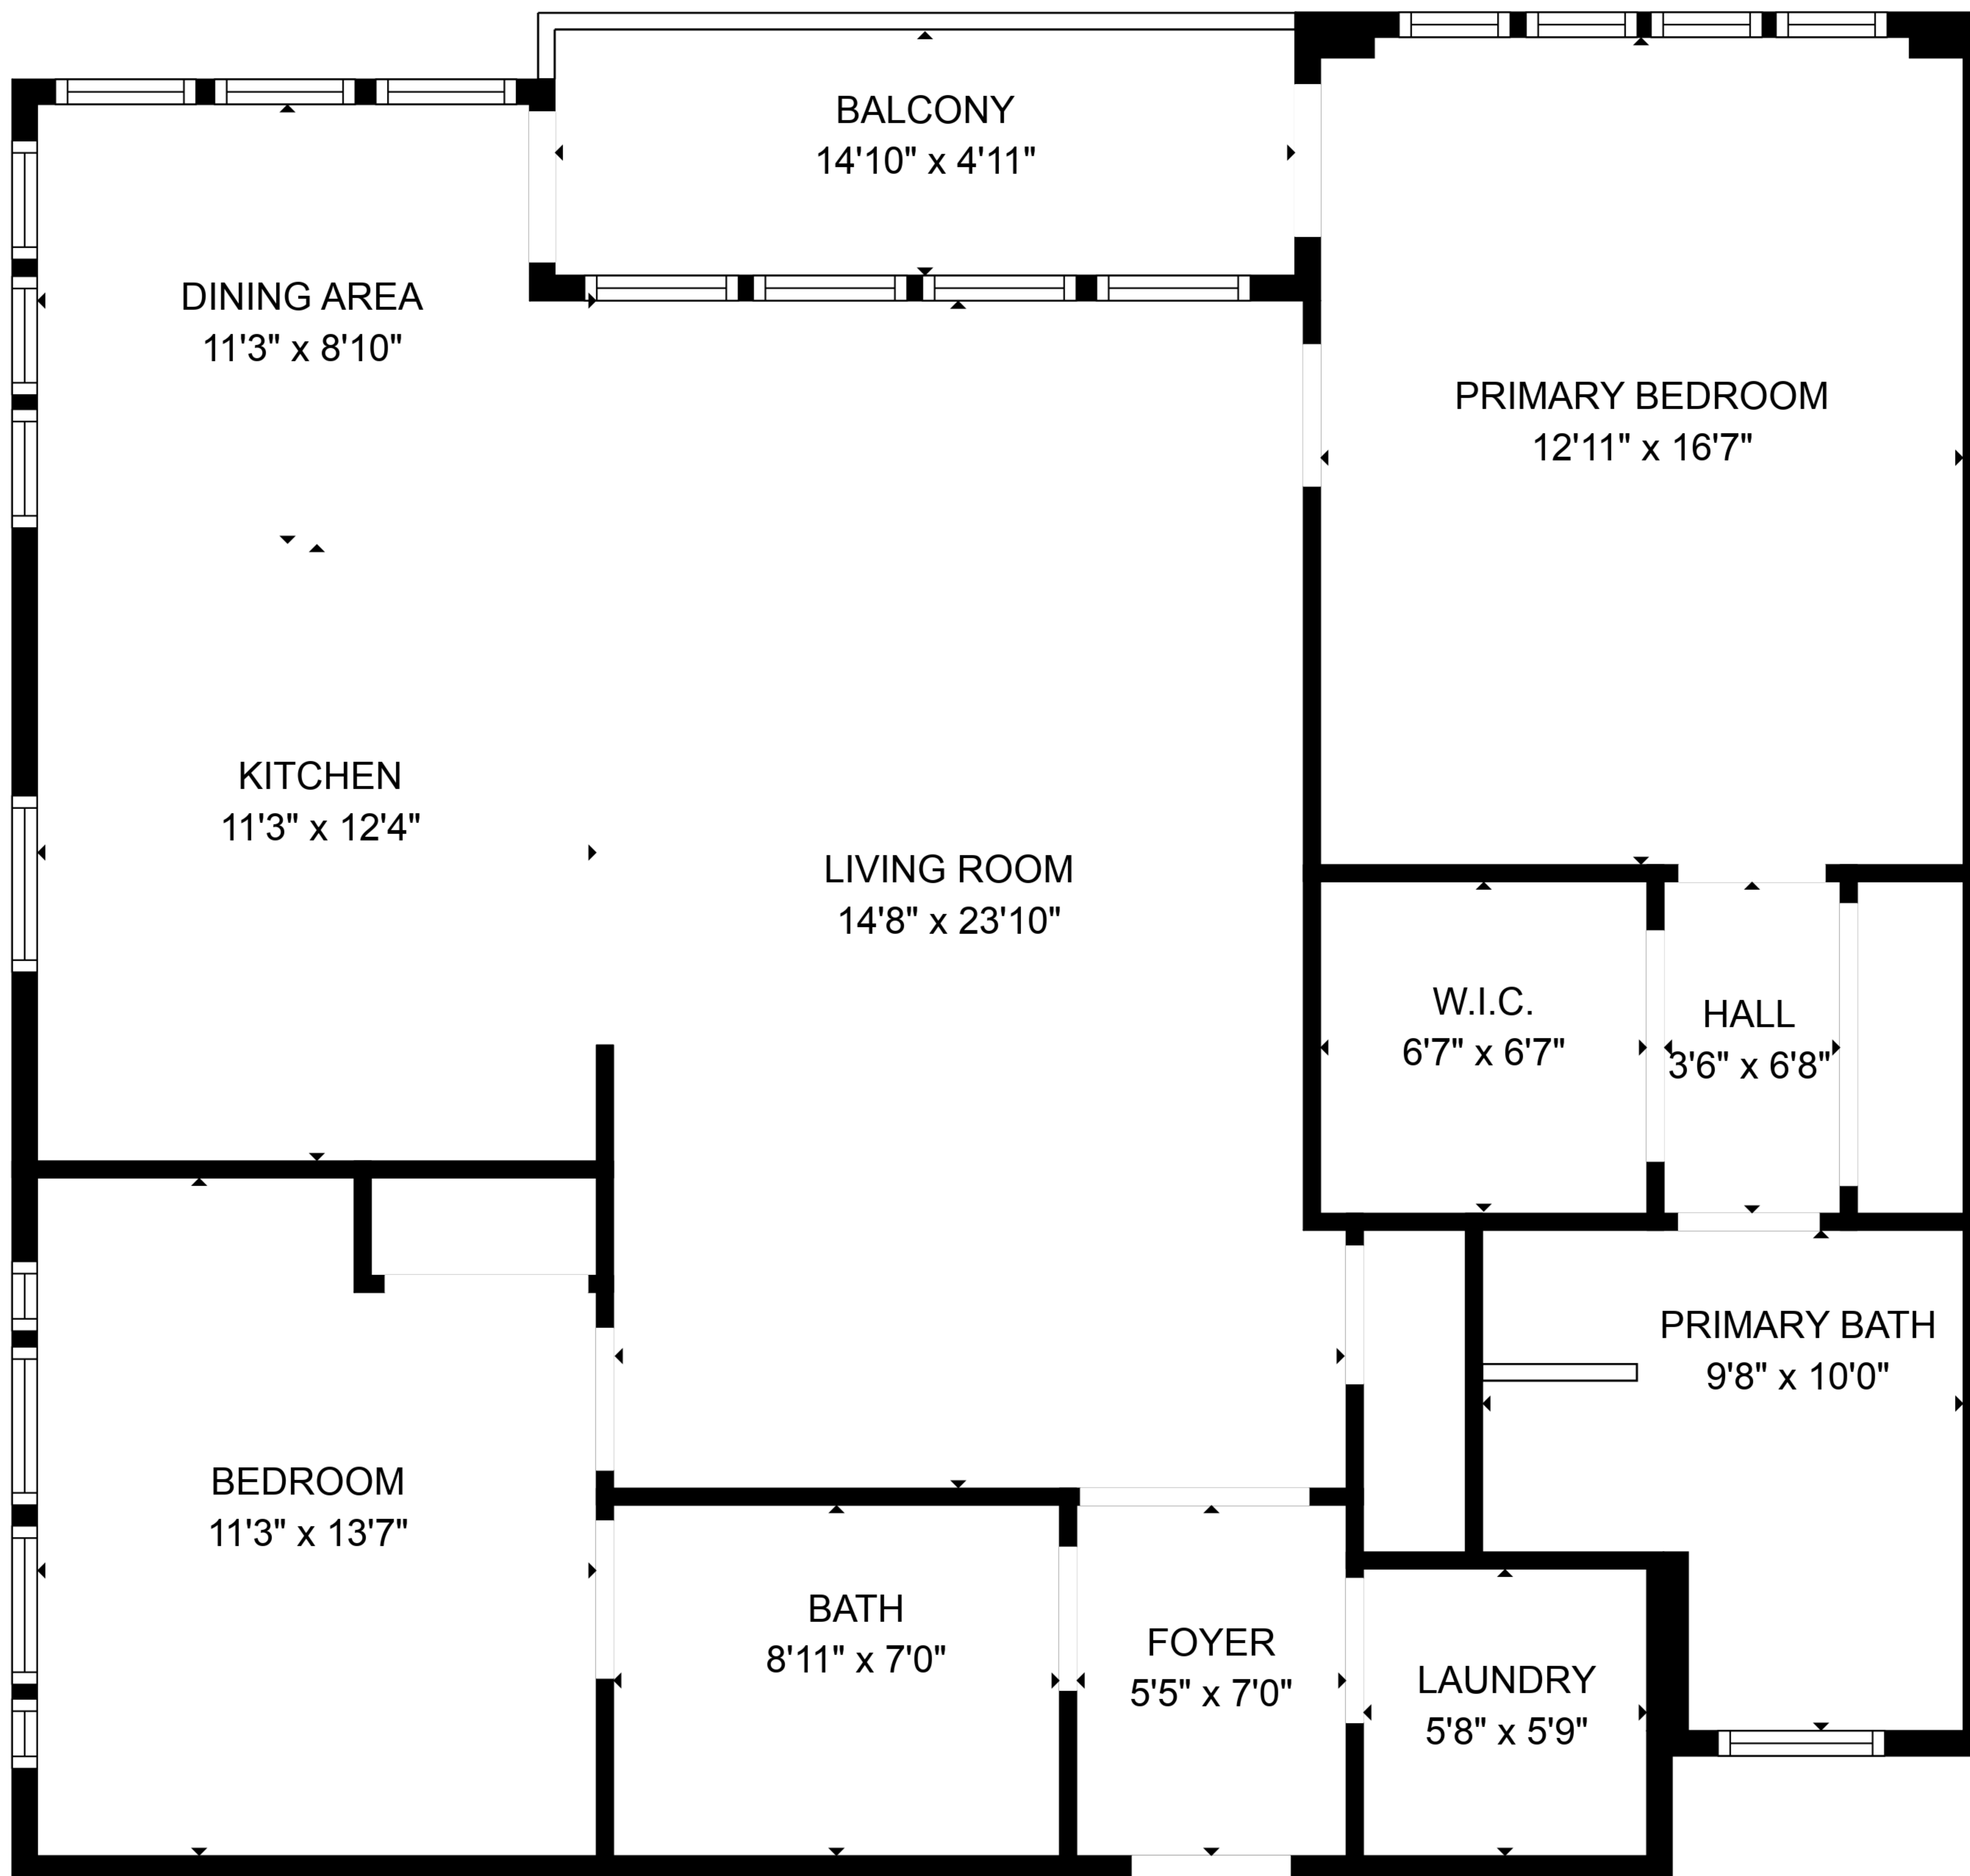 BALCONY
14'10" x 4'11"
DINING AREA
11'3" x 8'10"
PRIMARY BEDROOM
12'11" x 16'7"
KITCHEN
11'3" x 12'4"
LIVING ROOM
14'8" x 23'10"
W.I.C.
6'7" x 6'7"
HALL
3'6" x 6'8"
PRIMARY BATH
9'8" x 10'0"
BEDROOM
11'3" x 13'7"
BATH
8'11" x 7'0"
FOYER
5'5" x 7'0"
LAUNDRY
5'8" x 5'9"